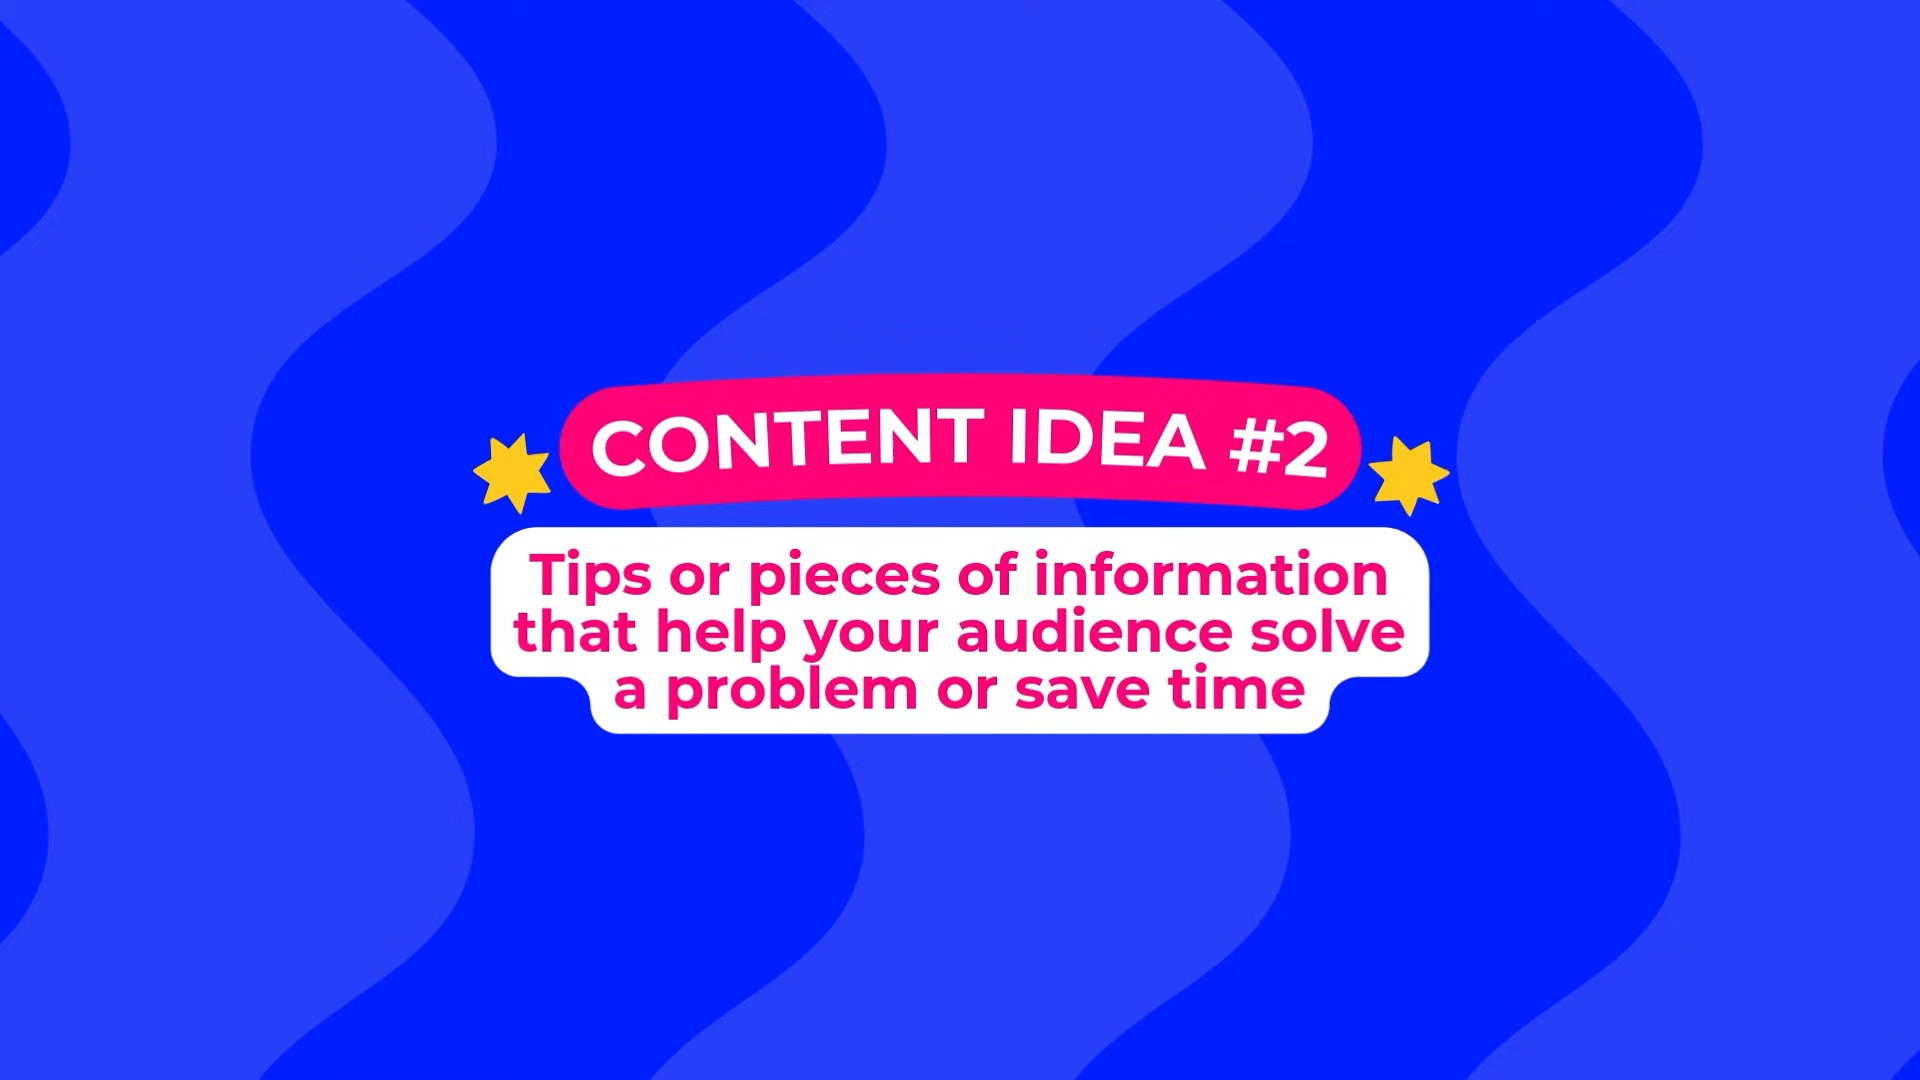 CONTENT IDEA #2
Tips or pieces of information
that help your audience solve
a problem or save time